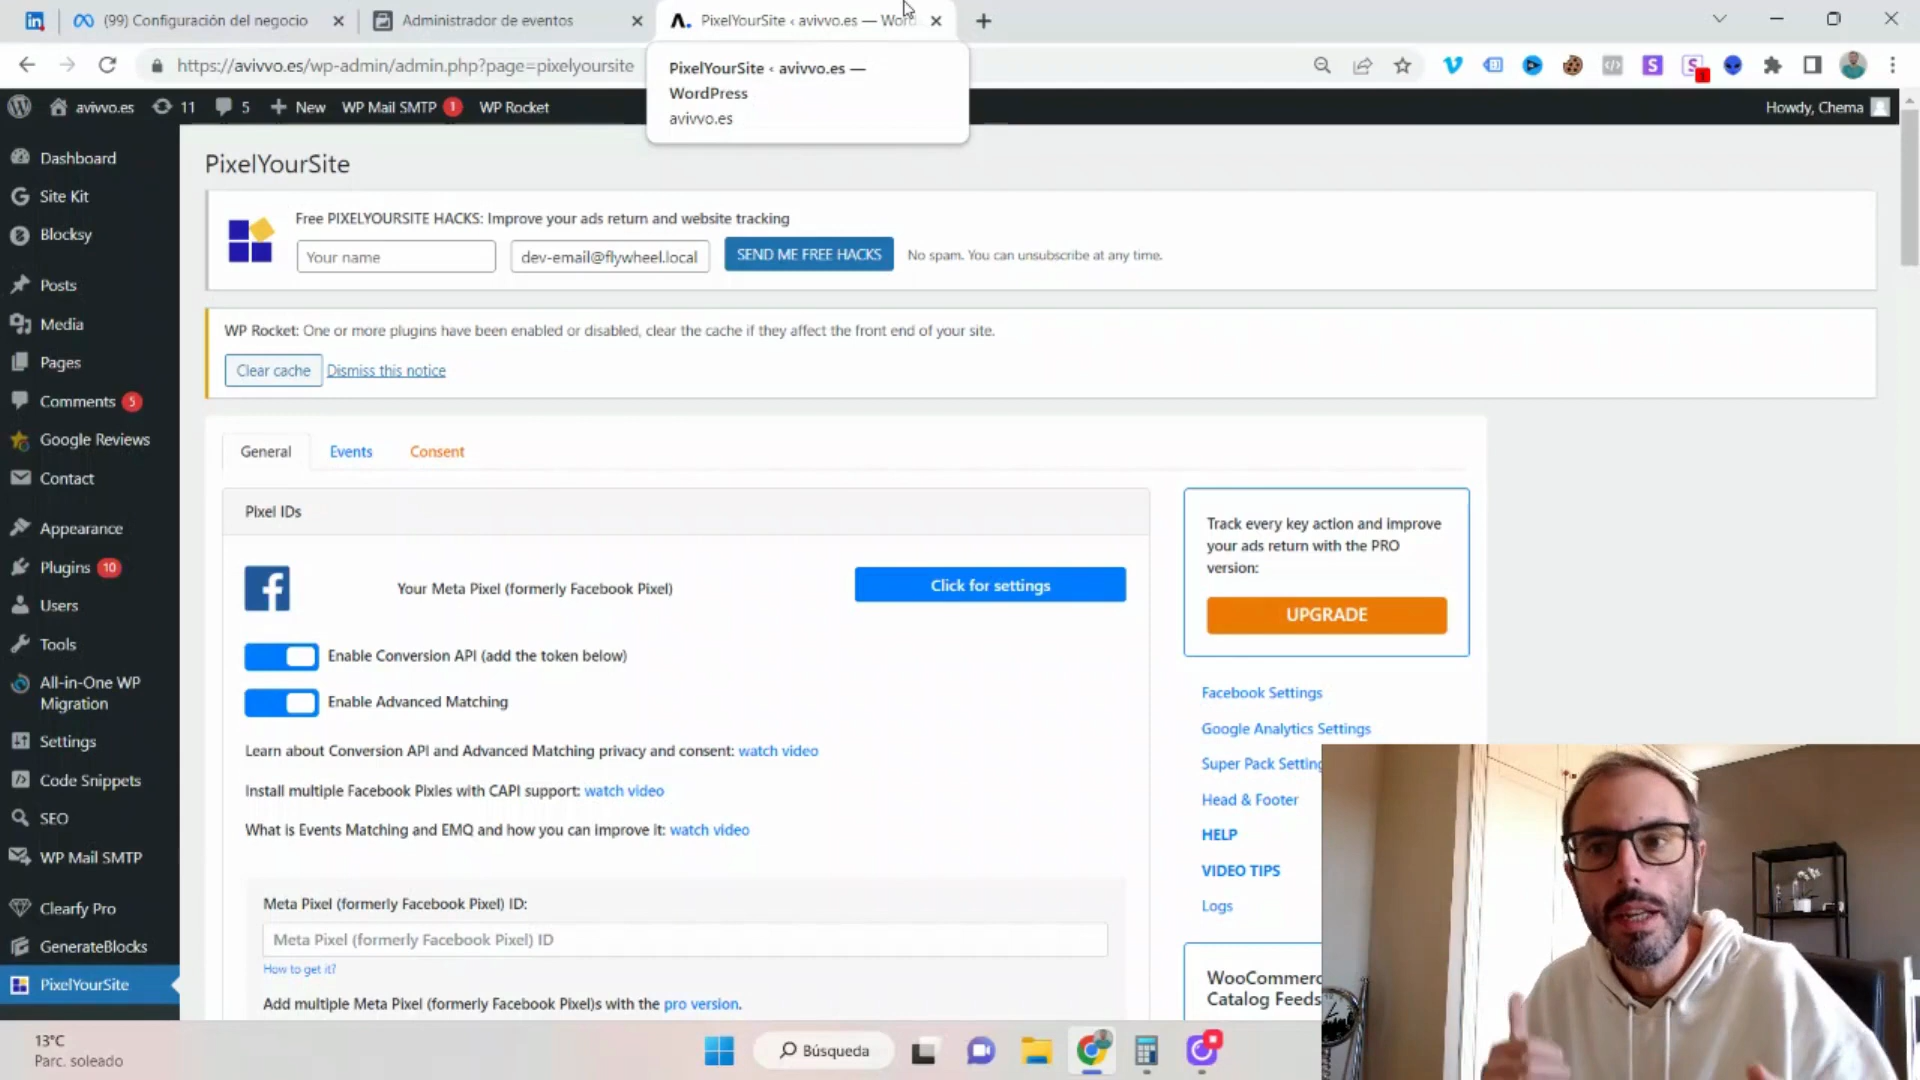 (99) Configuración del negocio
Administrador de eventos
PixelYourSite ‹ avivvo.es — Wor
https://avivvo.es/wp-admin/admin.php?page=pixelyoursite
PixelYourSite ‹ avivvo.es —
WordPress
avivvo.es
avivvo.es
11
5
New
WP Mail SMTP 1
WP Rocket
Howdy, Chema
Dashboard
Site Kit
Blocksy
Posts
Media
Pages
Comments 5
Google Reviews
Contact
Appearance
Plugins 10
Users
Tools
All-in-One WP
Migration
Settings
Code Snippets
SEO
WP Mail SMTP
Clearfy Pro
GenerateBlocks
PixelYourSite
PixelYourSite
Free PIXELYOURSITE HACKS: Improve your ads return and website tracking
Your name
dev-email@flywheel.local
SEND ME FREE HACKS
No spam. You can unsubscribe at any time.
WP Rocket: One or more plugins have been enabled or disabled, clear the cache if they affect the front end of your site.
Clear cache
Dismiss this notice
General
Events
Consent
Pixel IDs
Your Meta Pixel (formerly Facebook Pixel)
Click for settings
Enable Conversion API (add the token below)
Enable Advanced Matching
Learn about Conversion API and Advanced Matching privacy and consent: watch video
Install multiple Facebook Pixles with CAPI support: watch video
What is Events Matching and EMQ and how you can improve it: watch video
Meta Pixel (formerly Facebook Pixel) ID:
Meta Pixel (formerly Facebook Pixel) ID
How to get it?
Add multiple Meta Pixel (formerly Facebook Pixel)s with the pro version.
Track every key action and improve
your ads return with the PRO
version:
UPGRADE
Facebook Settings
Google Analytics Settings
Super Pack Setting
Head & Footer
HELP
VIDEO TIPS
Logs
WooCommerc
Catalog Feeds
13°C
Parc. soleado
Búsqueda